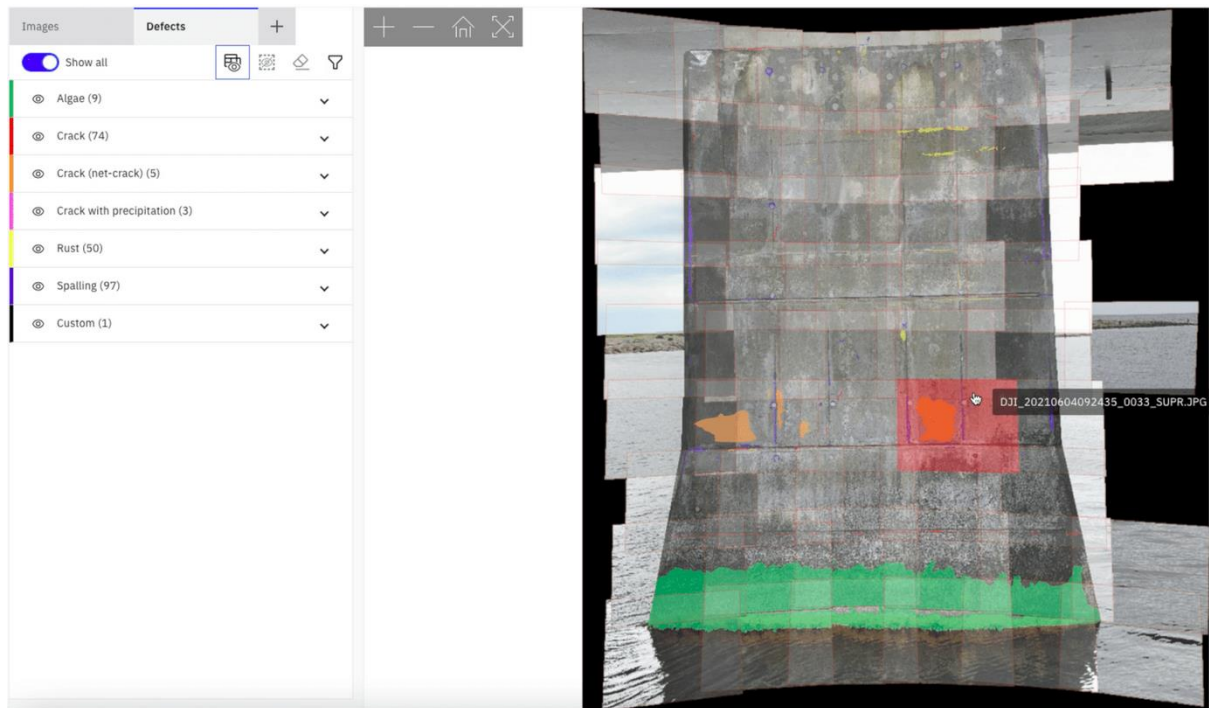 Images
Defects
Show all
Algae (9)
Crack (74)
Crack (net-crack) (5)
Crack with precipitation (3)
Rust (50)
Spalling (97)
Custom (1)
DJI_20210604092435_0033_SUPR.JPG